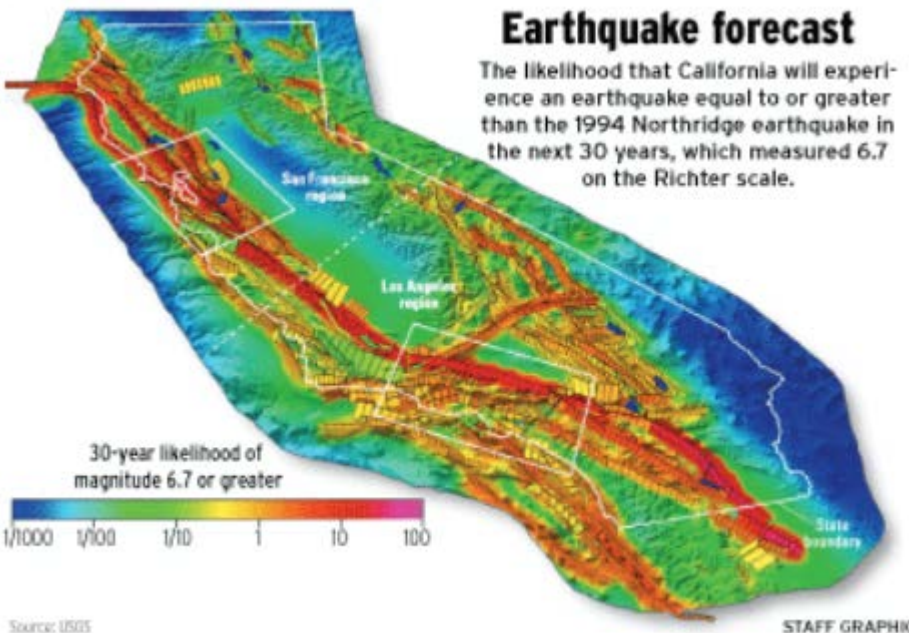 Earthquake forecast
The likelihood that California will experi-
ence an earthquake equal to or greater
than the 1994 Northridge earthquake in
the next 30 years, which measured 6.7
on the Richter scale.
San Francisco
region
Los Angeles
region
30-year likelihood of
magnitude 6.7 or greater
1/1000 1/100 1/10 1 10 100
State
boundary
Source: USGS
STAFF GRAPHIC